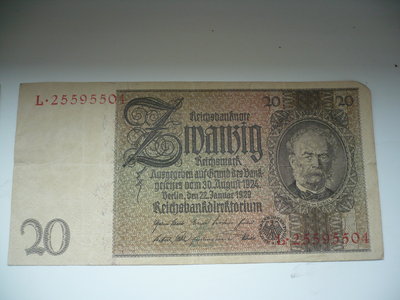 L·25595504
Reichsbanknote
20
20
Zwanzig
Reichsmark
Ausgegeben auf Grund des Bank
gesetzes vom 30. August 1924.
Berlin, den 22. Januar 1929
Reichsbankdirektorium
20
L·25595504